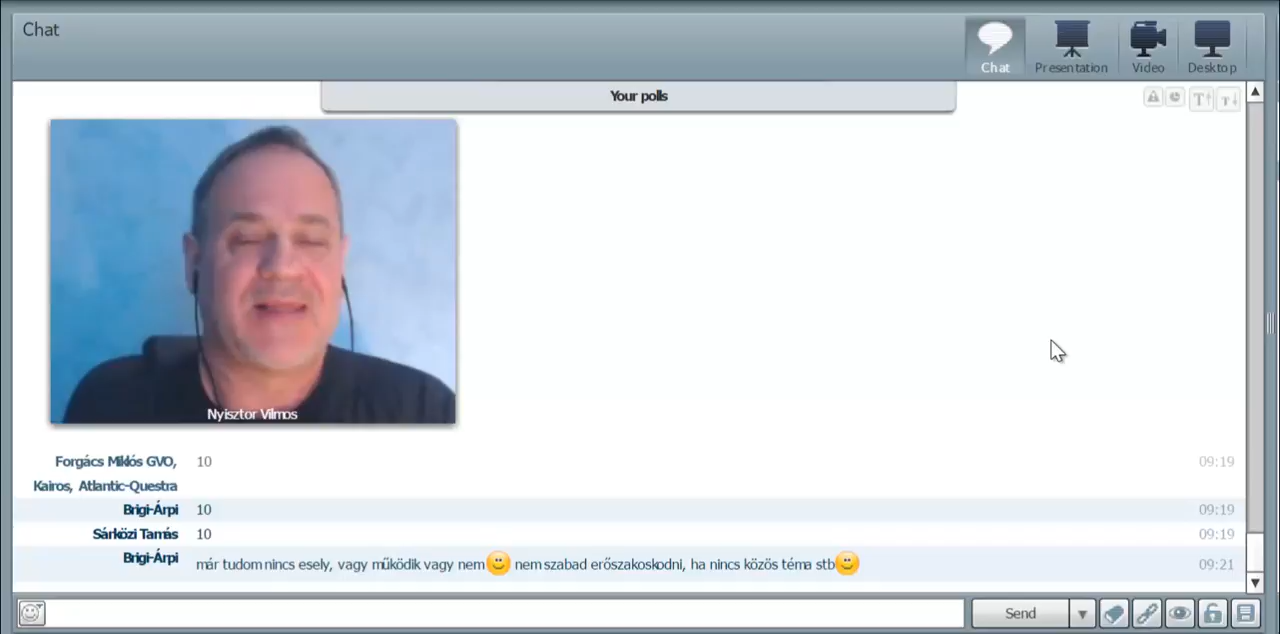 Chat
Chat Presentation Video Desktop
Your polls
Nyisztor Vilmos
Forgács Miklós GVO, 10 09:19
Kairos, Atlantic-Questra
Brigi-Árpi 10 09:19
Sárközi Tamás 10 09:19
Brigi-Árpi már tudom nincs esely, vagy működik vagy nem nem szabad erőszakoskodni, ha nincs közös téma stb 09:21
Send